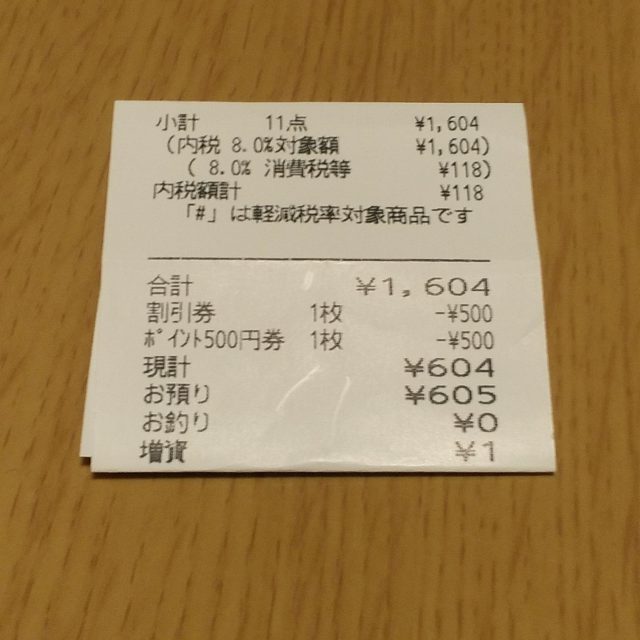 小計 11点 ¥1,604
(内税 8.0%対象額 ¥1,604)
( 8.0% 消費税等 ¥118)
内税額計 ¥118
「#」は軽減税率対象商品です
合計 ¥1,604
割引券 1枚 -¥500
ﾎﾟｲﾝﾄ500円券 1枚 -¥500
現計 ¥604
お預り ¥605
お釣り ¥0
増資 ¥1